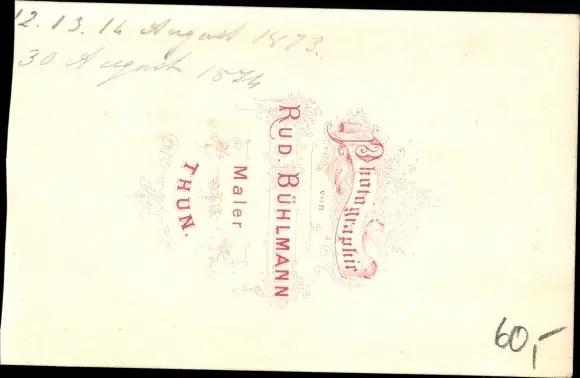 12. 13. 14 August 1873.
30 August 1874
Photographie
von
RUD. BÜHLMANN
Maler
THUN.
60,-